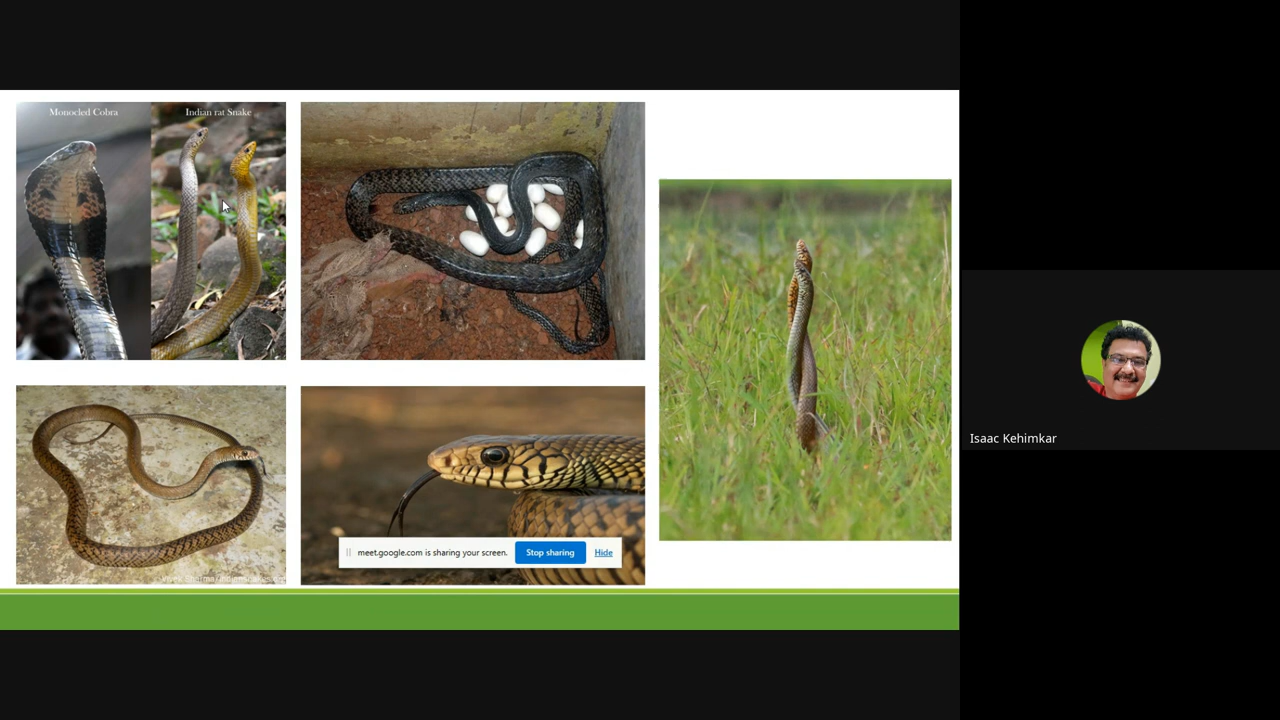 Monocled Cobra
Indian rat Snake
meet.google.com is sharing your screen.
Stop sharing
Hide
Isaac Kehimkar